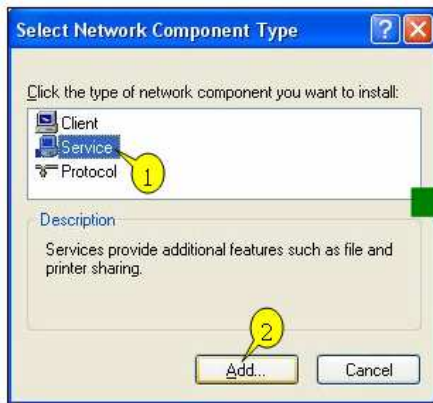 Select Network Component Type
Click the type of network component you want to install:
Client
Service
1
Protocol
Description
Services provide additional features such as file and
printer sharing.
2
Add...
Cancel